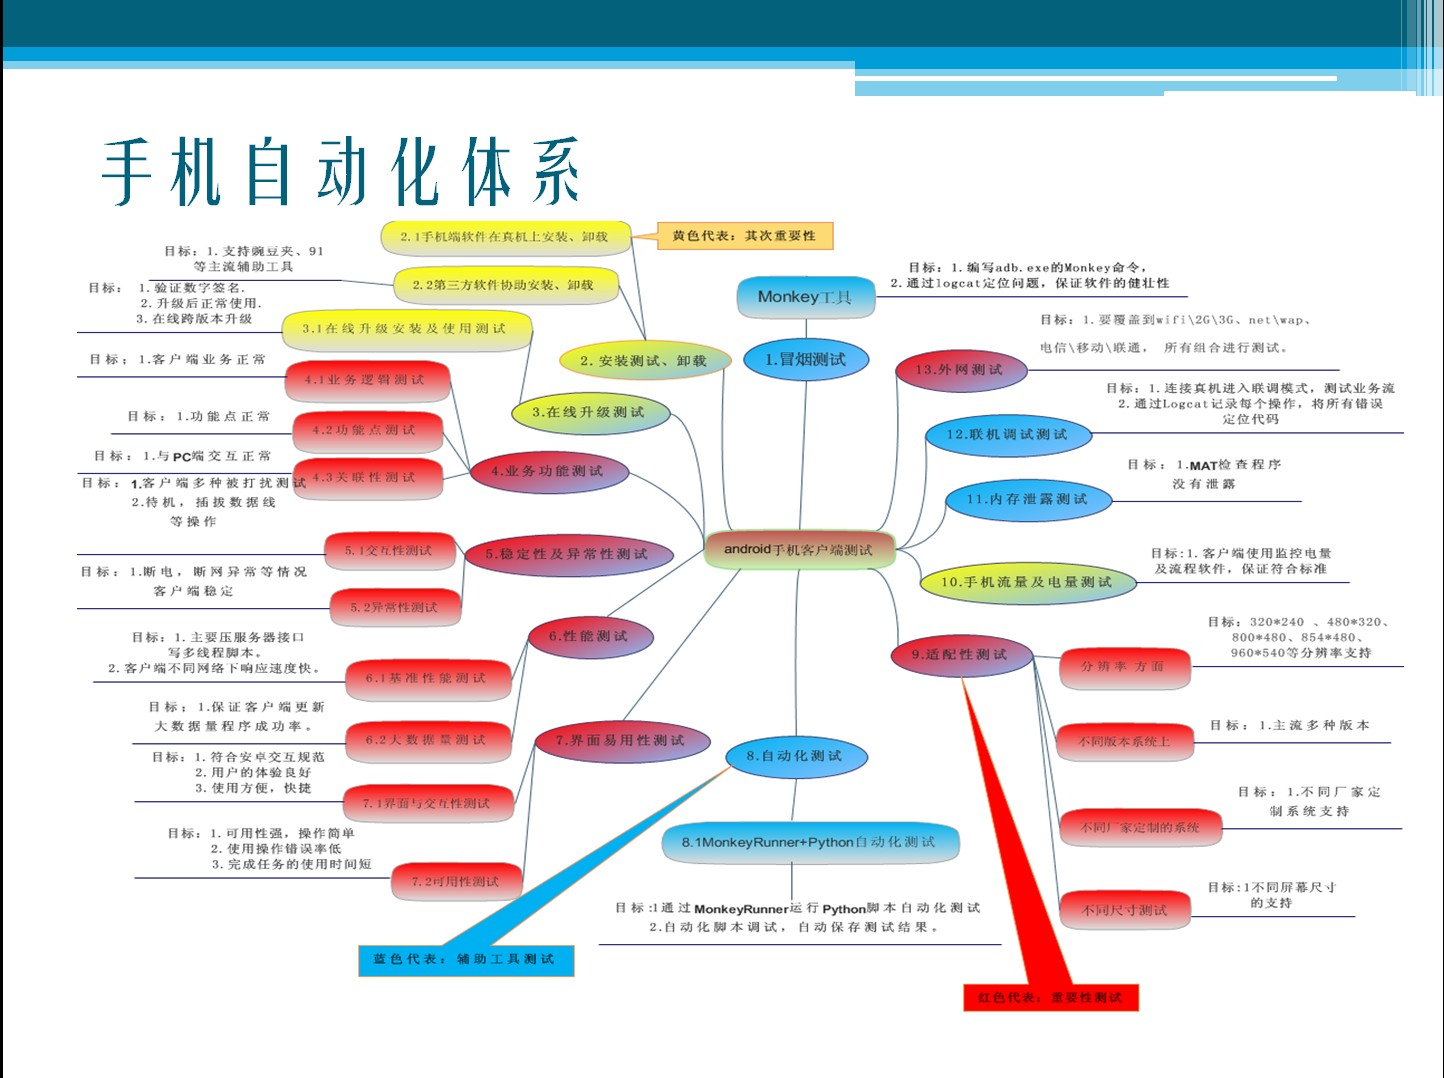 手机自动化体系
2.1手机端软件在真机上安装、卸载
黄色代表：其次重要性
目标：1.支持豌豆夹、91
等主流辅助工具
2.2第三方软件协助安装、卸载
目标： 1.验证数字签名.
2.升级后正常使用.
3.在线跨版本升级
3.1在线升级安装及使用测试
2.安装测试、卸载
Monkey工具
目标：1.编写adb.exe的Monkey命令，
2.通过logcat定位问题，保证软件的健壮性
1.冒烟测试
目标：1.要覆盖到wifi\2G\3G、net\wap、
电信\移动\联通， 所有组合进行测试。
13.外网测试
目标：1.客户端业务正常
4.1业务逻辑测试
3.在线升级测试
目标：1.连接真机进入联调模式，测试业务流
2.通过Logcat记录每个操作，将所有错误
定位代码
12.联机调试测试
目标：1.功能点正常
4.2功能点测试
目标：1.与PC端交互正常
4.3关联性测试
4.业务功能测试
目标：1.MAT检查程序
没有泄露
11.内存泄露测试
目标：1.客户端多种被打扰测试
2.待机，插拔数据线
等操作
5.1交互性测试
5.稳定性及异常性测试
android手机客户端测试
目标:1.客户端使用监控电量
及流程软件，保证符合标准
10.手机流量及电量测试
目标：1.断电，断网异常等情况
客户端稳定
5.2异常性测试
6.性能测试
目标：1.主要压服务器接口
写多线程脚本。
2.客户端不同网络下响应速度快。
6.1基准性能测试
目标：320*240 、480*320、
800*480、854*480、
960*540等分辨率支持
9.适配性测试
分辨率方面
目标：1.保证客户端更新
大数据量程序成功率。
6.2大数据量测试
7.界面易用性测试
8.自动化测试
目标：1.主流多种版本
不同版本系统上
目标：1.符合安卓交互规范
2.用户的体验良好
3.使用方便，快捷
7.1界面与交互性测试
目标：1.不同厂家定
制系统支持
不同厂家定制的系统
目标：1.可用性强，操作简单
2.使用操作错误率低
3.完成任务的使用时间短
7.2可用性测试
8.1MonkeyRunner+Python自动化测试
目标:1不同屏幕尺寸
的支持
不同尺寸测试
目标:1通过MonkeyRunner运行Python脚本自动化测试
2.自动化脚本调试，自动保存测试结果。
蓝色代表：辅助工具测试
红色代表：重要性测试